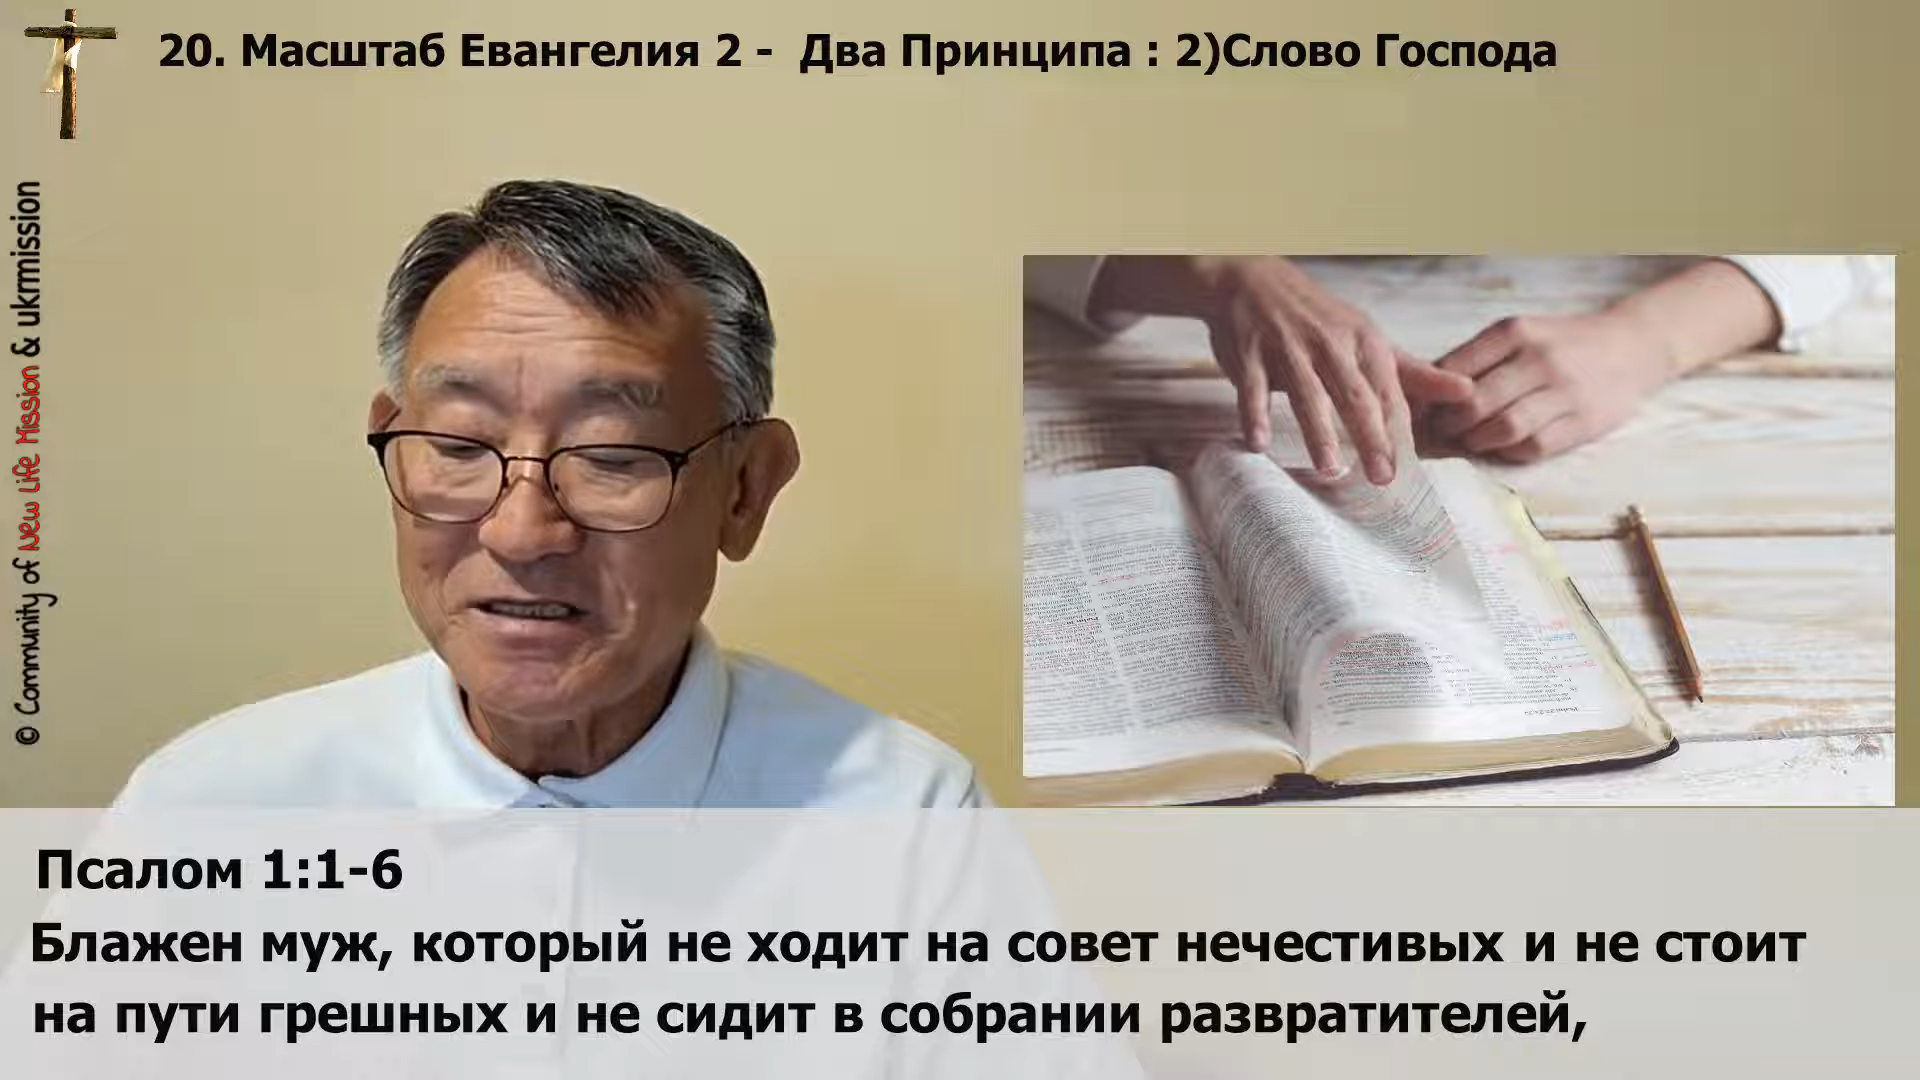 20. Масштаб Евангелия 2 - Два Принципа : 2)Слово Господа
© Community of New Life Mission & ukrmission
Псалом 1:1-6
Блажен муж, который не ходит на совет нечестивых и не стоит
на пути грешных и не сидит в собрании развратителей,